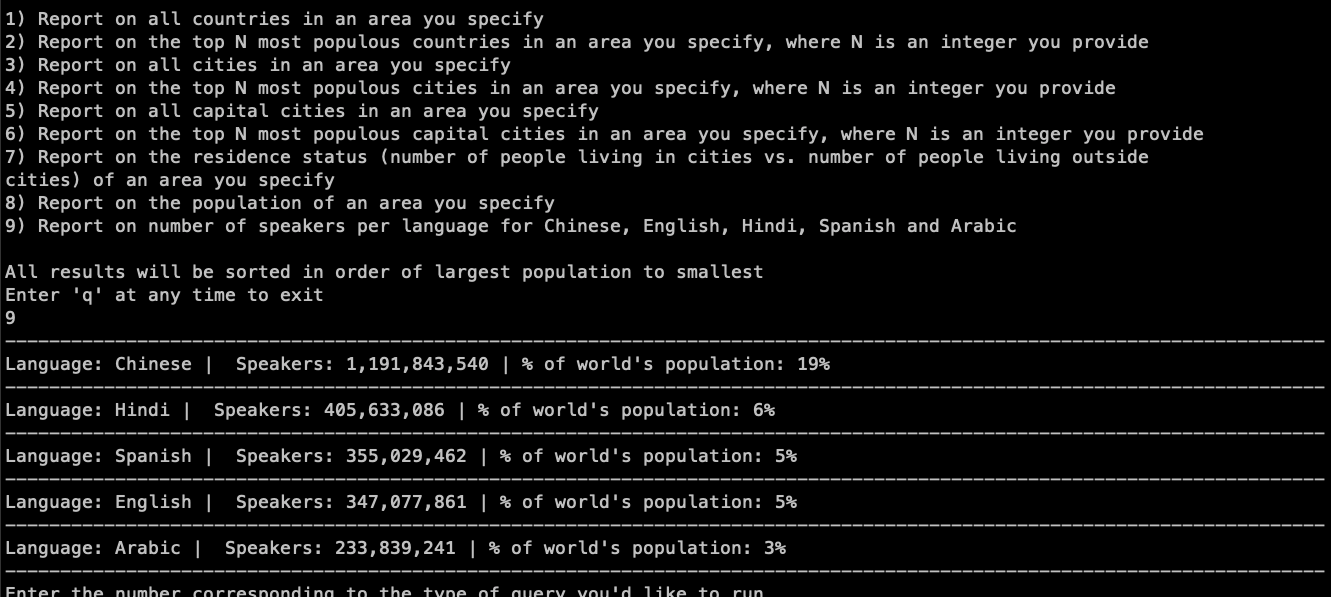 1) Report on all countries in an area you specify
2) Report on the top N most populous countries in an area you specify, where N is an integer you provide
3) Report on all cities in an area you specify
4) Report on the top N most populous cities in an area you specify, where N is an integer you provide
5) Report on all capital cities in an area you specify
6) Report on the top N most populous capital cities in an area you specify, where N is an integer you provide
7) Report on the residence status (number of people living in cities vs. number of people living outside
cities) of an area you specify
8) Report on the population of an area you specify
9) Report on number of speakers per language for Chinese, English, Hindi, Spanish and Arabic
All results will be sorted in order of largest population to smallest
Enter 'q' at any time to exit
9
Language: Chinese |  Speakers: 1,191,843,540 | % of world's population: 19%
Language: Hindi |  Speakers: 405,633,086 | % of world's population: 6%
Language: Spanish |  Speakers: 355,029,462 | % of world's population: 5%
Language: English |  Speakers: 347,077,861 | % of world's population: 5%
Language: Arabic |  Speakers: 233,839,241 | % of world's population: 3%
Enter the number corresponding to the type of query you'd like to run